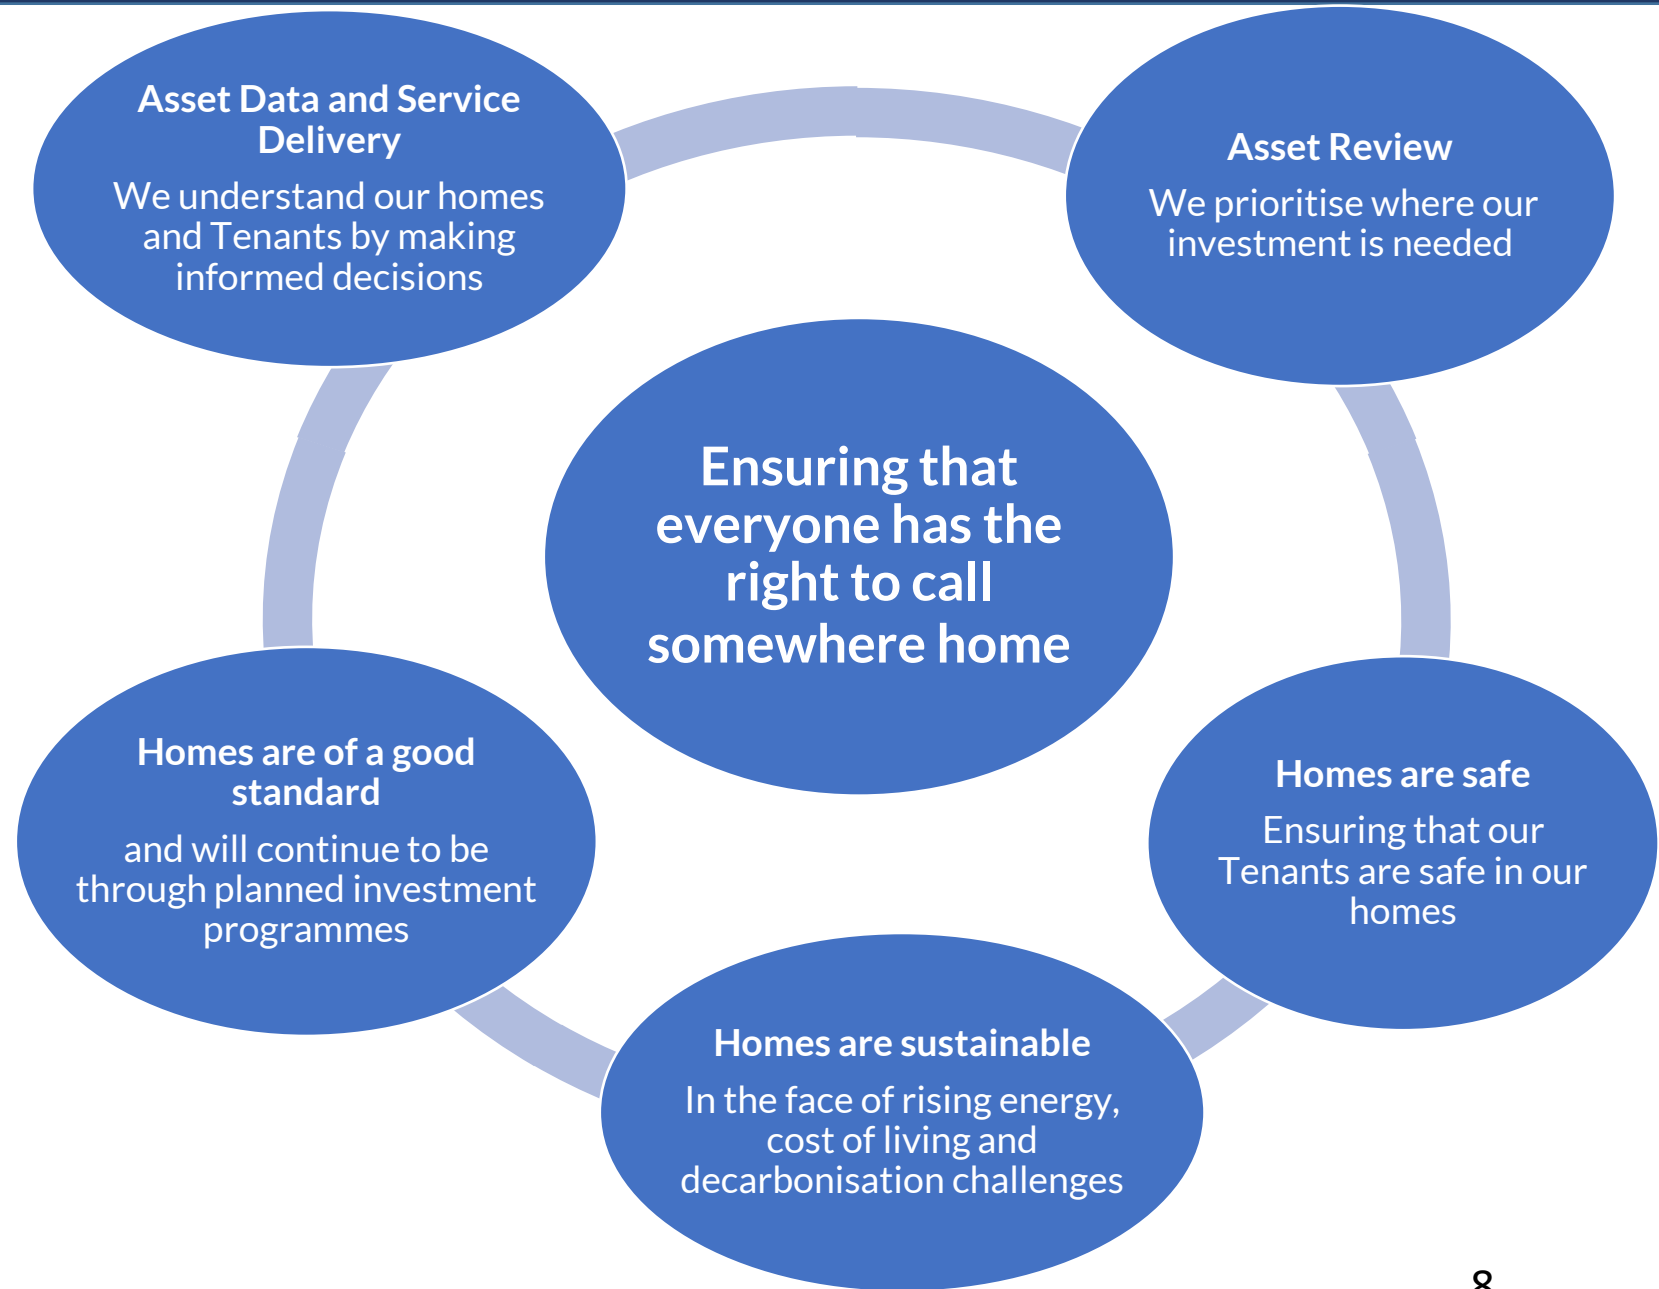 Asset Data and Service
Delivery
We understand our homes
and Tenants by making
informed decisions
Asset Review
We prioritise where our
investment is needed
Ensuring that
everyone has the
right to call
somewhere home
Homes are of a good
standard
and will continue to be
through planned investment
programmes
Homes are safe
Ensuring that our
Tenants are safe in our
homes
Homes are sustainable
In the face of rising energy,
cost of living and
decarbonisation challenges
8